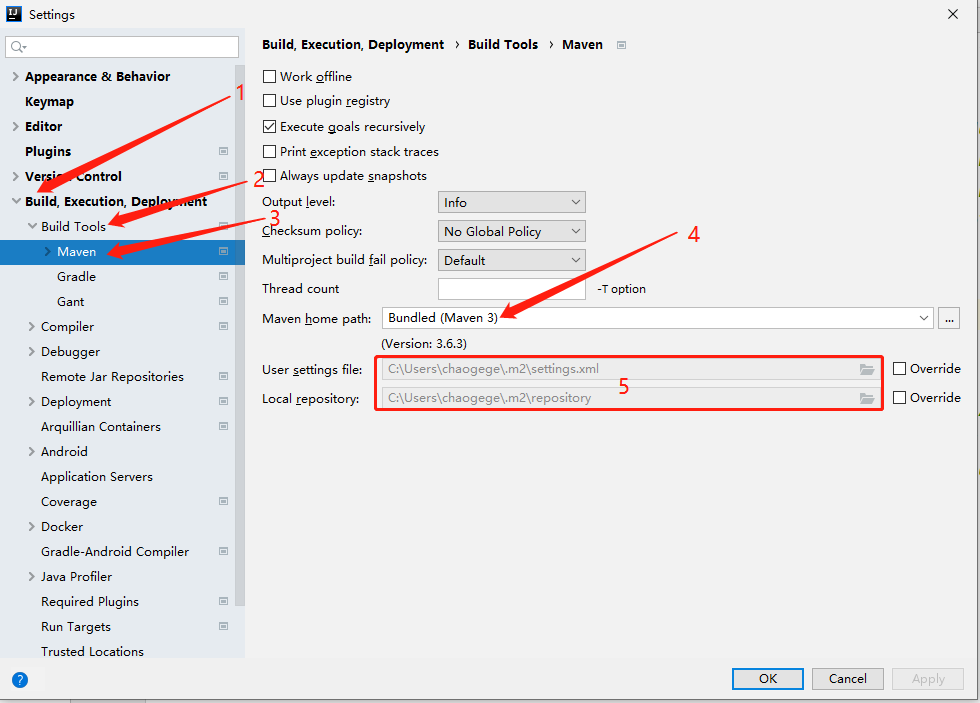 Settings
Build, Execution, Deployment › Build Tools › Maven
Appearance & Behavior
Keymap
Editor
Plugins
Version Control
Build, Execution, Deployment
Build Tools
Maven
Gradle
Gant
Compiler
Debugger
Remote Jar Repositories
Deployment
Arquillian Containers
Android
Application Servers
Coverage
Docker
Gradle-Android Compiler
Java Profiler
Required Plugins
Run Targets
Trusted Locations
1
2
3
Work offline
Use plugin registry
Execute goals recursively
Print exception stack traces
Always update snapshots
Output level: Info
Checksum policy: No Global Policy
Multiproject build fail policy: Default
4
Thread count -T option
Maven home path: Bundled (Maven 3) ...
(Version: 3.6.3)
User settings file: C:\Users\chaogege\.m2\settings.xml Override
5
Local repository: C:\Users\chaogege\.m2\repository Override
? OK Cancel Apply